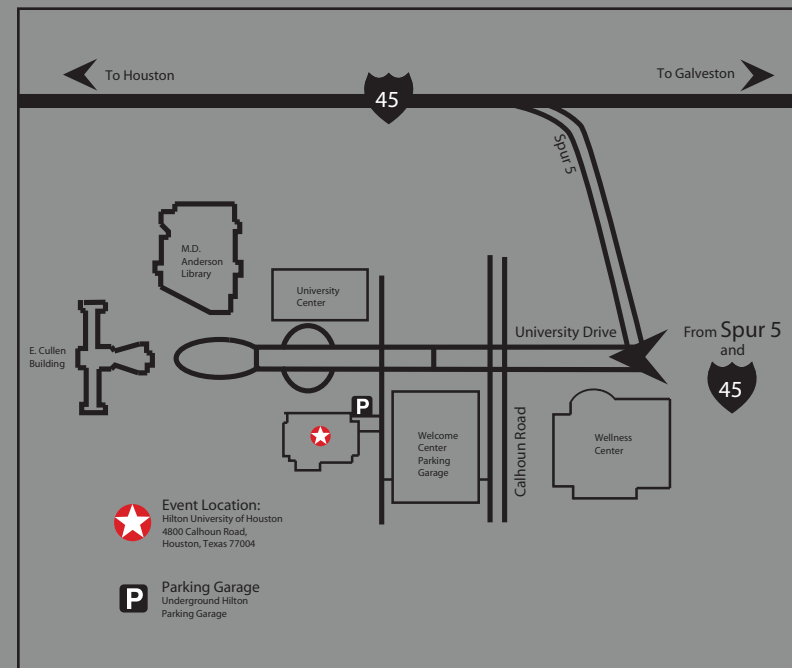 To Houston
To Galveston
45
Spur 5
M.D.
Anderson
Library
University
Center
University Drive
From Spur 5
and
45
E. Cullen
Building
P
Welcome
Center
Parking
Garage
Calhoun Road
Wellness
Center
Event Location:
Hilton University of Houston
4800 Calhoun Road,
Houston, Texas 77004
P
Parking Garage
Underground Hilton
Parking Garage